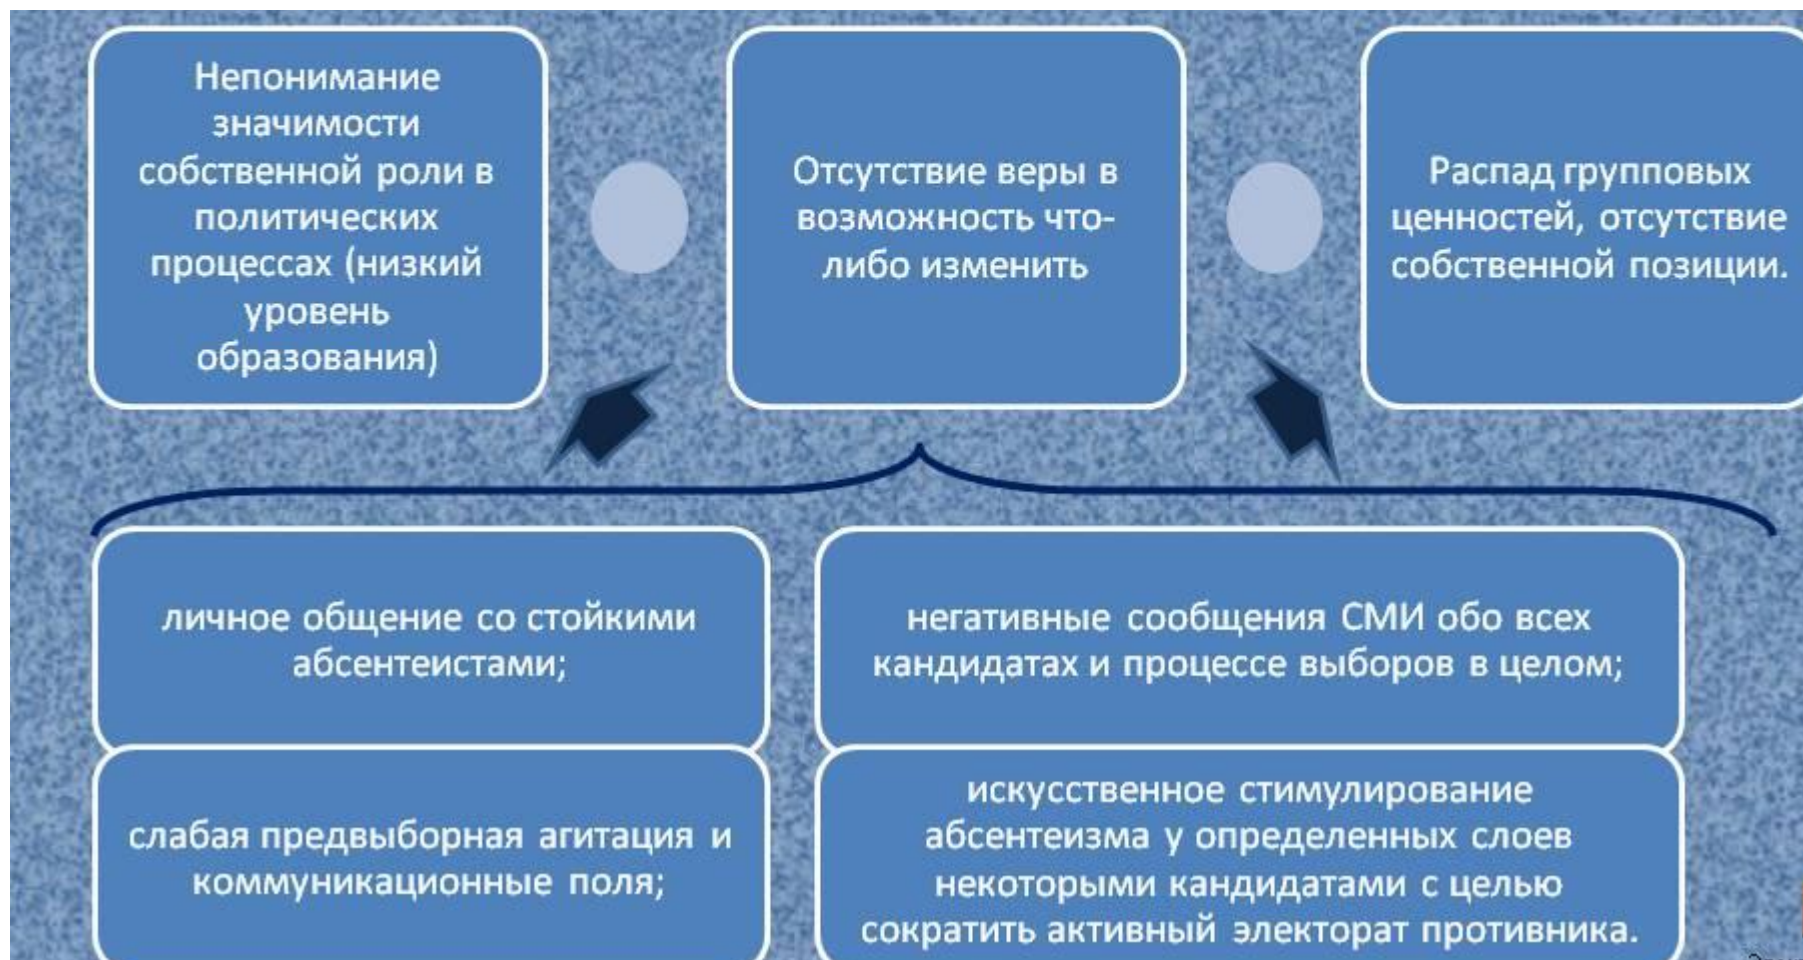 Непонимание
значимости
собственной роли в
политических
процессах (низкий
уровень
образования)
Отсутствие веры в
возможность что-
либо изменить
Распад групповых
ценностей, отсутствие
собственной позиции.
личное общение со стойкими
абсентеистами;
негативные сообщения СМИ обо всех
кандидатах и процессе выборов в целом;
слабая предвыборная агитация и
коммуникационные поля;
искусственное стимулирование
абсентеизма у определенных слоев
некоторыми кандидатами с целью
сократить активный электорат противника.